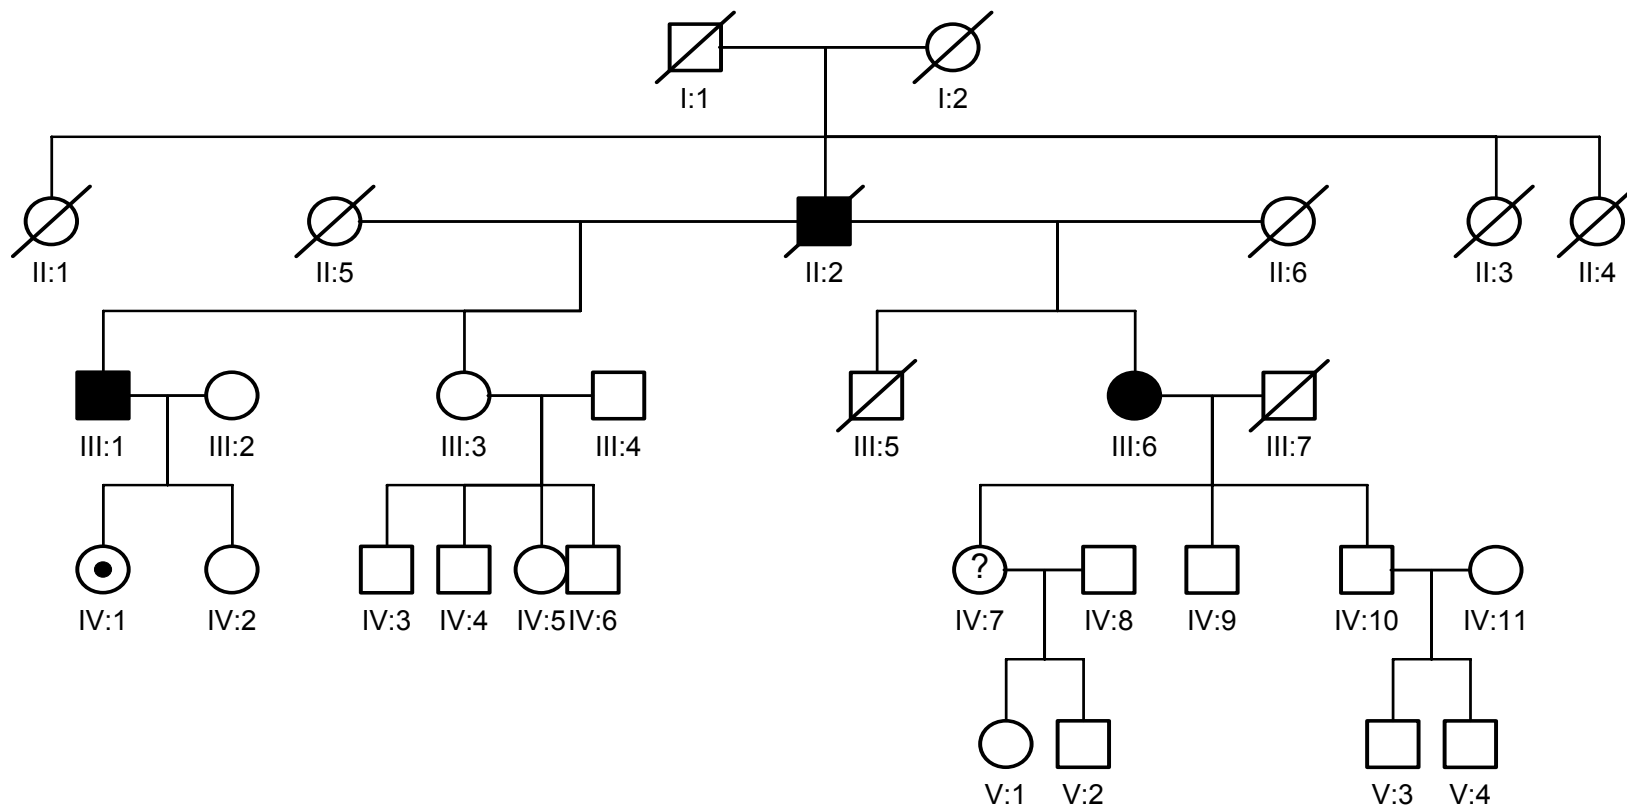 I:1 I:2
II:1 II:5 II:2 II:6 II:3 II:4
III:1 III:2 III:3 III:4 III:5 III:6 III:7
?
IV:1 IV:2 IV:3 IV:4 IV:5 IV:6 IV:7 IV:8 IV:9 IV:10 IV:11
V:1 V:2 V:3 V:4